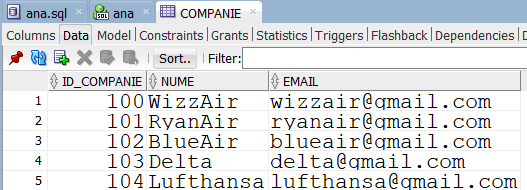 ana.sql ana COMPANIE
Columns Data Model Constraints Grants Statistics Triggers Flashback Dependencies
Sort.. Filter:
ID_COMPANIE NUME EMAIL
1 100 WizzAir wizzair@gmail.com
2 101 RyanAir ryanair@gmail.com
3 102 BlueAir blueair@gmail.com
4 103 Delta delta@gmail.com
5 104 Lufthansa lufthansa@gmail.com